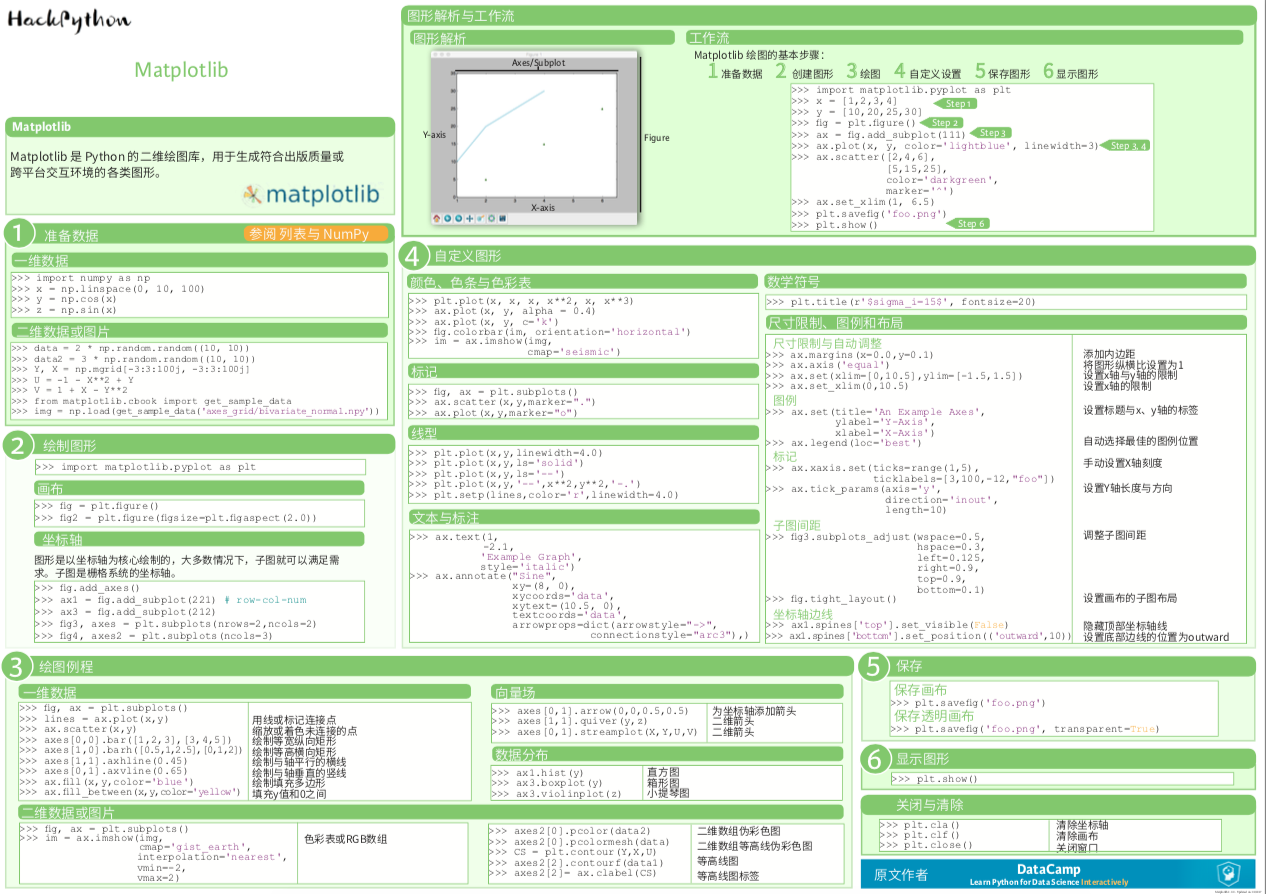 HackPython
Matplotlib
Matplotlib
Matplotlib 是 Python 的二维绘图库，用于生成符合出版质量或
跨平台交互环境的各类图形。
matplotlib
1 准备数据 参阅 列表与 NumPy
一维数据
>>> import numpy as np
>>> x = np.linspace(0, 10, 100)
>>> y = np.cos(x)
>>> z = np.sin(x)
二维数据或图片
>>> data = 2 * np.random.random((10, 10))
>>> data2 = 3 * np.random.random((10, 10))
>>> Y, X = np.mgrid[-3:3:100j, -3:3:100j]
>>> U = -1 - X**2 + Y
>>> V = 1 + X - Y**2
>>> from matplotlib.cbook import get_sample_data
>>> img = np.load(get_sample_data('axes_grid/bivariate_normal.npy'))
2 绘制图形
>>> import matplotlib.pyplot as plt
画布
>>> fig = plt.figure()
>>> fig2 = plt.figure(figsize=plt.figaspect(2.0))
坐标轴
图形是以坐标轴为核心绘制的，大多数情况下，子图就可以满足需
求。子图是栅格系统的坐标轴。
>>> fig.add_axes()
>>> ax1 = fig.add_subplot(221) # row-col-num
>>> ax3 = fig.add_subplot(212)
>>> fig3, axes = plt.subplots(nrows=2,ncols=2)
>>> fig4, axes2 = plt.subplots(ncols=3)
图形解析与工作流
图形解析
Axes/Subplot
Y-axis
Figure
X-axis
工作流
Matplotlib 绘图的基本步骤：
1 准备数据 2 创建图形 3 绘图 4 自定义设置 5 保存图形 6 显示图形
>>> import matplotlib.pyplot as plt
>>> x = [1,2,3,4]
Step 1
>>> y = [10,20,25,30]
>>> fig = plt.figure() Step 2
>>> ax = fig.add_subplot(111) Step 3
>>> ax.plot(x, y, color='lightblue', linewidth=3) Step 3, 4
>>> ax.scatter([2,4,6],
[5,15,25],
color='darkgreen',
marker='^')
>>> ax.set_xlim(1, 6.5)
>>> plt.savefig('foo.png')
>>> plt.show() Step 6
4 自定义图形
颜色、色条与色彩表
>>> plt.plot(x, x, x, x**2, x, x**3)
>>> ax.plot(x, y, alpha = 0.4)
>>> ax.plot(x, y, c='k')
>>> fig.colorbar(im, orientation='horizontal')
>>> im = ax.imshow(img,
cmap='seismic')
标记
>>> fig, ax = plt.subplots()
>>> ax.scatter(x,y,marker=".")
>>> ax.plot(x,y,marker="o")
线型
>>> plt.plot(x,y,linewidth=4.0)
>>> plt.plot(x,y,ls='solid')
>>> plt.plot(x,y,ls='--')
>>> plt.plot(x,y,'--',x**2,y**2,'-.')
>>> plt.setp(lines,color='r',linewidth=4.0)
文本与标注
>>> ax.text(1,
-2.1,
'Example Graph',
style='italic')
>>> ax.annotate("Sine",
xy=(8, 0),
xycoords='data',
xytext=(10.5, 0),
textcoords='data',
arrowprops=dict(arrowstyle="->",
connectionstyle="arc3"),)
数学符号
>>> plt.title(r'$sigma_i=15$', fontsize=20)
尺寸限制、图例和布局
尺寸限制与自动调整
>>> ax.margins(x=0.0,y=0.1) 添加内边距
>>> ax.axis('equal') 将图形纵横比设置为1
>>> ax.set(xlim=[0,10.5],ylim=[-1.5,1.5]) 设置x轴与y轴的限制
>>> ax.set_xlim(0,10.5) 设置x轴的限制
图例
>>> ax.set(title='An Example Axes', 设置标题与x、y轴的标签
ylabel='Y-Axis',
xlabel='X-Axis')
>>> ax.legend(loc='best') 自动选择最佳的图例位置
标记
>>> ax.xaxis.set(ticks=range(1,5), 手动设置X轴刻度
ticklabels=[3,100,-12,"foo"])
>>> ax.tick_params(axis='y', 设置Y轴长度与方向
direction='inout',
length=10)
子图间距
>>> fig3.subplots_adjust(wspace=0.5, 调整子图间距
hspace=0.3,
left=0.125,
right=0.9,
top=0.9,
bottom=0.1)
>>> fig.tight_layout() 设置画布的子图布局
坐标轴边线
>>> ax1.spines['top'].set_visible(False) 隐藏顶部坐标轴线
>>> ax1.spines['bottom'].set_position(('outward',10)) 设置底部边线的位置为outward
3 绘图例程
一维数据
>>> fig, ax = plt.subplots()
>>> lines = ax.plot(x,y) 用线或标记连接点
>>> ax.scatter(x,y) 缩放或着色未连接的点
>>> axes[0,0].bar([1,2,3],[3,4,5]) 绘制等宽纵向矩形
>>> axes[1,0].barh([0.5,1,2.5],[0,1,2]) 绘制等高横向矩形
>>> axes[1,1].axhline(0.45) 绘制与轴平行的横线
>>> axes[0,1].axvline(0.65) 绘制与轴垂直的竖线
>>> ax.fill(x,y,color='blue') 绘制填充多边形
>>> ax.fill_between(x,y,color='yellow') 填充y值和0之间
向量场
>>> axes[0,1].arrow(0,0,0.5,0.5) 为坐标轴添加箭头
>>> axes[1,1].quiver(y,z) 二维箭头
>>> axes[0,1].streamplot(X,Y,U,V) 二维箭头
数据分布
>>> ax1.hist(y) 直方图
>>> ax3.boxplot(y) 箱形图
>>> ax3.violinplot(z) 小提琴图
二维数据或图片
>>> fig, ax = plt.subplots()
>>> im = ax.imshow(img, 色彩表或RGB数组
cmap='gist_earth',
interpolation='nearest',
vmin=-2,
vmax=2)
>>> axes2[0].pcolor(data2) 二维数组伪彩色图
>>> axes2[0].pcolormesh(data) 二维数组等高线伪彩色图
>>> CS = plt.contour(Y,X,U)
>>> axes2[2].contourf(data1) 等高线图
>>> axes2[2]= ax.clabel(CS) 等高线图标签
5 保存
保存画布
>>> plt.savefig('foo.png')
保存透明画布
>>> plt.savefig('foo.png', transparent=True)
6 显示图形
>>> plt.show()
关闭与清除
>>> plt.cla() 清除坐标轴
>>> plt.clf() 清除画布
>>> plt.close() 关闭窗口
原文作者
DataCamp
Learn Python for Data Science Interactively